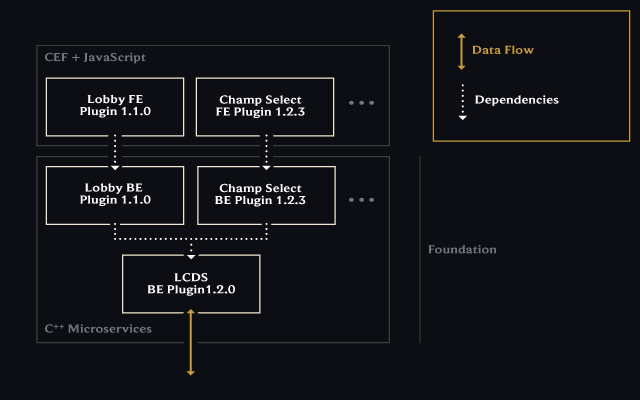 CEF + JavaScript
Lobby FE
Plugin 1.1.0
Champ Select
FE Plugin 1.2.3
Data Flow
Dependencies
Lobby BE
Plugin 1.1.0
Champ Select
BE Plugin 1.2.3
Foundation
LCDS
BE Plugin1.2.0
C⁺⁺ Microservices